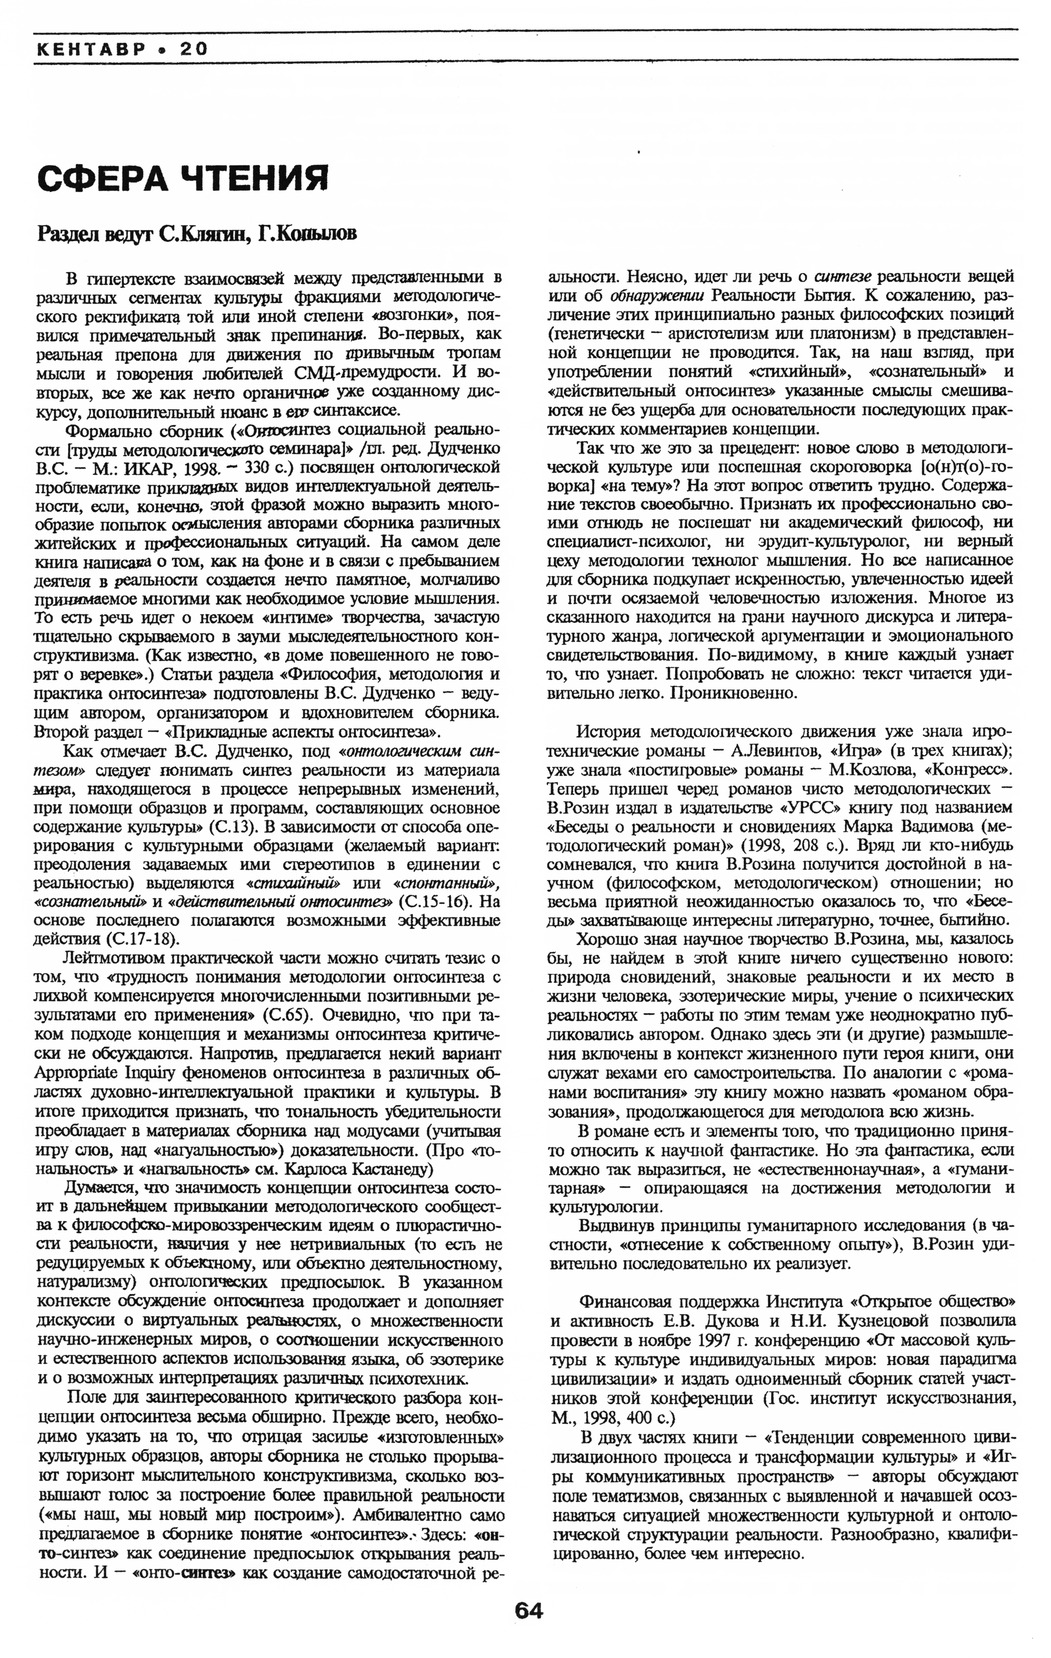 КЕНТАВР • 20
СФЕРА ЧТЕНИЯ
Раздел ведут С.Клягин, Г.Копылов
В гипертексте взаимосвязей между представленными в
различных сегментах культуры фракциями методологиче-
ского ректификата той или иной степени «возгонки», поя-
вился примечательный знак препинания. Во-первых, как
реальная препона для движения по привычным тропам
мысли и говорения любителей СМД-премудрости. И во-
вторых, все же как нечто органичное уже созданному дис-
курсу, дополнительный нюанс в его синтаксисе.
Формально сборник («Онтосинтез социальной реально-
сти [труды методологического семинара]» /гл. ред. Дудченко
В.С. – М.: ИКАР, 1998. – 330 с.) посвящен онтологической
проблематике прикладных видов интеллектуальной деятель-
ности, если, конечно, этой фразой можно выразить много-
образие попыток осмысления авторами сборника различных
житейских и профессиональных ситуаций. На самом деле
книга написана о том, как на фоне и в связи с пребыванием
деятеля в реальности создается нечто памятное, молчаливо
принимаемое многими как необходимое условие мышления.
То есть речь идет о некоем «интиме» творчества, зачастую
тщательно скрываемого в зауми мыследеятельностного кон-
структивизма. (Как известно, «в доме повешенного не гово-
рят о веревке».) Статьи раздела «Философия, методология и
практика онтосинтеза» подготовлены В.С. Дудченко – веду-
щим автором, организатором и вдохновителем сборника.
Второй раздел – «Прикладные аспекты онтосинтеза».
Как отмечает В.С. Дудченко, под «онтологическим син-
тезом» следует понимать синтез реальности из материала
мира, находящегося в процессе непрерывных изменений,
при помощи образцов и программ, составляющих основное
содержание культуры» (С.13). В зависимости от способа опе-
рирования с культурными образцами (желаемый вариант:
преодоления задаваемых ими стереотипов в единении с
реальностью) выделяются «стихийный» или «спонтанный»,
«сознательный» и «действительный онтосинтез» (С.15-16). На
основе последнего полагаются возможными эффективные
действия (С.17-18).
Лейтмотивом практической части можно считать тезис о
том, что «трудность понимания методологии онтосинтеза с
лихвой компенсируется многочисленными позитивными ре-
зультатами его применения» (С.65). Очевидно, что при та-
ком подходе концепция и механизмы онтосинтеза критиче-
ски не обсуждаются. Напротив, предлагается некий вариант
Appropriate Inquiry феноменов онтосинтеза в различных об-
ластях духовно-интеллектуальной практики и культуры. В
итоге приходится признать, что тональность убедительности
преобладает в материалах сборника над модусами (учитывая
игру слов, над «нагуальностью») доказательности. (Про «то-
нальность» и «нагвальность» см. Карлоса Кастанеду)
Думается, что значимость концепции онтосинтеза состо-
ит в дальнейшем привыкании методологического сообщест-
ва к философско-мировоззренческим идеям о плюрастично-
сти реальности, наличия у нее нетривиальных (то есть не
редуцируемых к объектному, или объектно деятельностному,
натурализму) онтологических предпосылок. В указанном
контексте обсуждение онтосинтеза продолжает и дополняет
дискуссии о виртуальных реальностях, о множественности
научно-инженерных миров, о соотношении искусственного
и естественного аспектов использования языка, об эзотерике
и о возможных интерпретациях различных психотехник.
Поле для заинтересованного критического разбора кон-
цепции онтосинтеза весьма обширно. Прежде всего, необхо-
димо указать на то, что отрицая засилье «изготовленных»
культурных образцов, авторы сборника не столько прорыва-
ют горизонт мыслительного конструктивизма, сколько воз-
вышают голос за построение более правильной реальности
(«мы наш, мы новый мир построим»). Амбивалентно само
предлагаемое в сборнике понятие «онтосинтез». Здесь: «он-
то-синтез» как соединение предпосылок открывания реаль-
ности. И – «онто-синтез» как создание самодостаточной ре-
альности. Неясно, идет ли речь о синтезе реальности вещей
или об обнаружении Реальности Бытия. К сожалению, раз-
личение этих принципиально разных философских позиций
(генетически – аристотелизм или платонизм) в представлен-
ной концепции не проводится. Так, на наш взгляд, при
употреблении понятий «стихийный», «сознательный» и
«действительный онтосинтез» указанные смыслы смешива-
ются не без ущерба для основательности последующих прак-
тических комментариев концепции.
Так что же это за прецедент: новое слово в методологи-
ческой культуре или поспешная скороговорка [о(н)т(о)-го-
ворка] «на тему»? На этот вопрос ответить трудно. Содержа-
ние текстов своеобычно. Признать их профессионально сво-
ими отнюдь не поспешат ни академический философ, ни
специалист-психолог, ни эрудит-культуролог, ни верный
цеху методологии технолог мышления. Но все написанное
для сборника подкупает искренностью, увлеченностью идеей
и почти осязаемой человечностью изложения. Многое из
сказанного находится на грани научного дискурса и литера-
турного жанра, логической аргументации и эмоционального
свидетельствования. По-видимому, в книге каждый узнает
то, что узнает. Попробовать не сложно: текст читается уди-
вительно легко. Проникновенно.
История методологического движения уже знала игро-
технические романы – А.Левинтов, «Игра» (в трех книгах);
уже знала «постигровые» романы – М.Козлова, «Конгресс».
Теперь пришел черед романов чисто методологических –
В.Розин издал в издательстве «УРСС» книгу под названием
«Беседы о реальности и сновидениях Марка Вадимова (ме-
тодологический роман)» (1998, 208 с.). Вряд ли кто-нибудь
сомневался, что книга В.Розина получится достойной в на-
учном (философском, методологическом) отношении; но
весьма приятной неожиданностью оказалось то, что «Бесе-
ды» захватывающе интересны литературно, точнее, бытийно.
Хорошо зная научное творчество В.Розина, мы, казалось
бы, не найдем в этой книге ничего существенно нового:
природа сновидений, знаковые реальности и их место в
жизни человека, эзотерические миры, учение о психических
реальностях – работы по этим темам уже неоднократно пуб-
ликовались автором. Однако здесь эти (и другие) размышле-
ния включены в контекст жизненного пути героя книги, они
служат вехами его самостроительства. По аналогии с «рома-
нами воспитания» эту книгу можно назвать «романом обра-
зования», продолжающегося для методолога всю жизнь.
В романе есть и элементы того, что традиционно приня-
то относить к научной фантастике. Но эта фантастика, если
можно так выразиться, не «естественнонаучная», а «гумани-
тарная» – опирающаяся на достижения методологии и
культурологии.
Выдвинув принципы гуманитарного исследования (в ча-
стности, «отнесение к собственному опыту»), В.Розин уди-
вительно последовательно их реализует.
Финансовая поддержка Института «Открытое общество»
и активность Е.В. Дукова и Н.И. Кузнецовой позволила
провести в ноябре 1997 г. конференцию «От массовой куль-
туры к культуре индивидуальных миров: новая парадигма
цивилизации» и издать одноименный сборник статей участ-
ников этой конференции (Гос. институт искусствознания,
М., 1998, 400 с.)
В двух частях книги – «Тенденции современного циви-
лизационного процесса и трансформации культуры» и «Иг-
ры коммуникативных пространств» – авторы обсуждают
поле тематизмов, связанных с выявленной и начавшей осоз-
наваться ситуацией множественности культурной и онтоло-
гической структурации реальности. Разнообразно, квалифи-
цированно, более чем интересно.
64